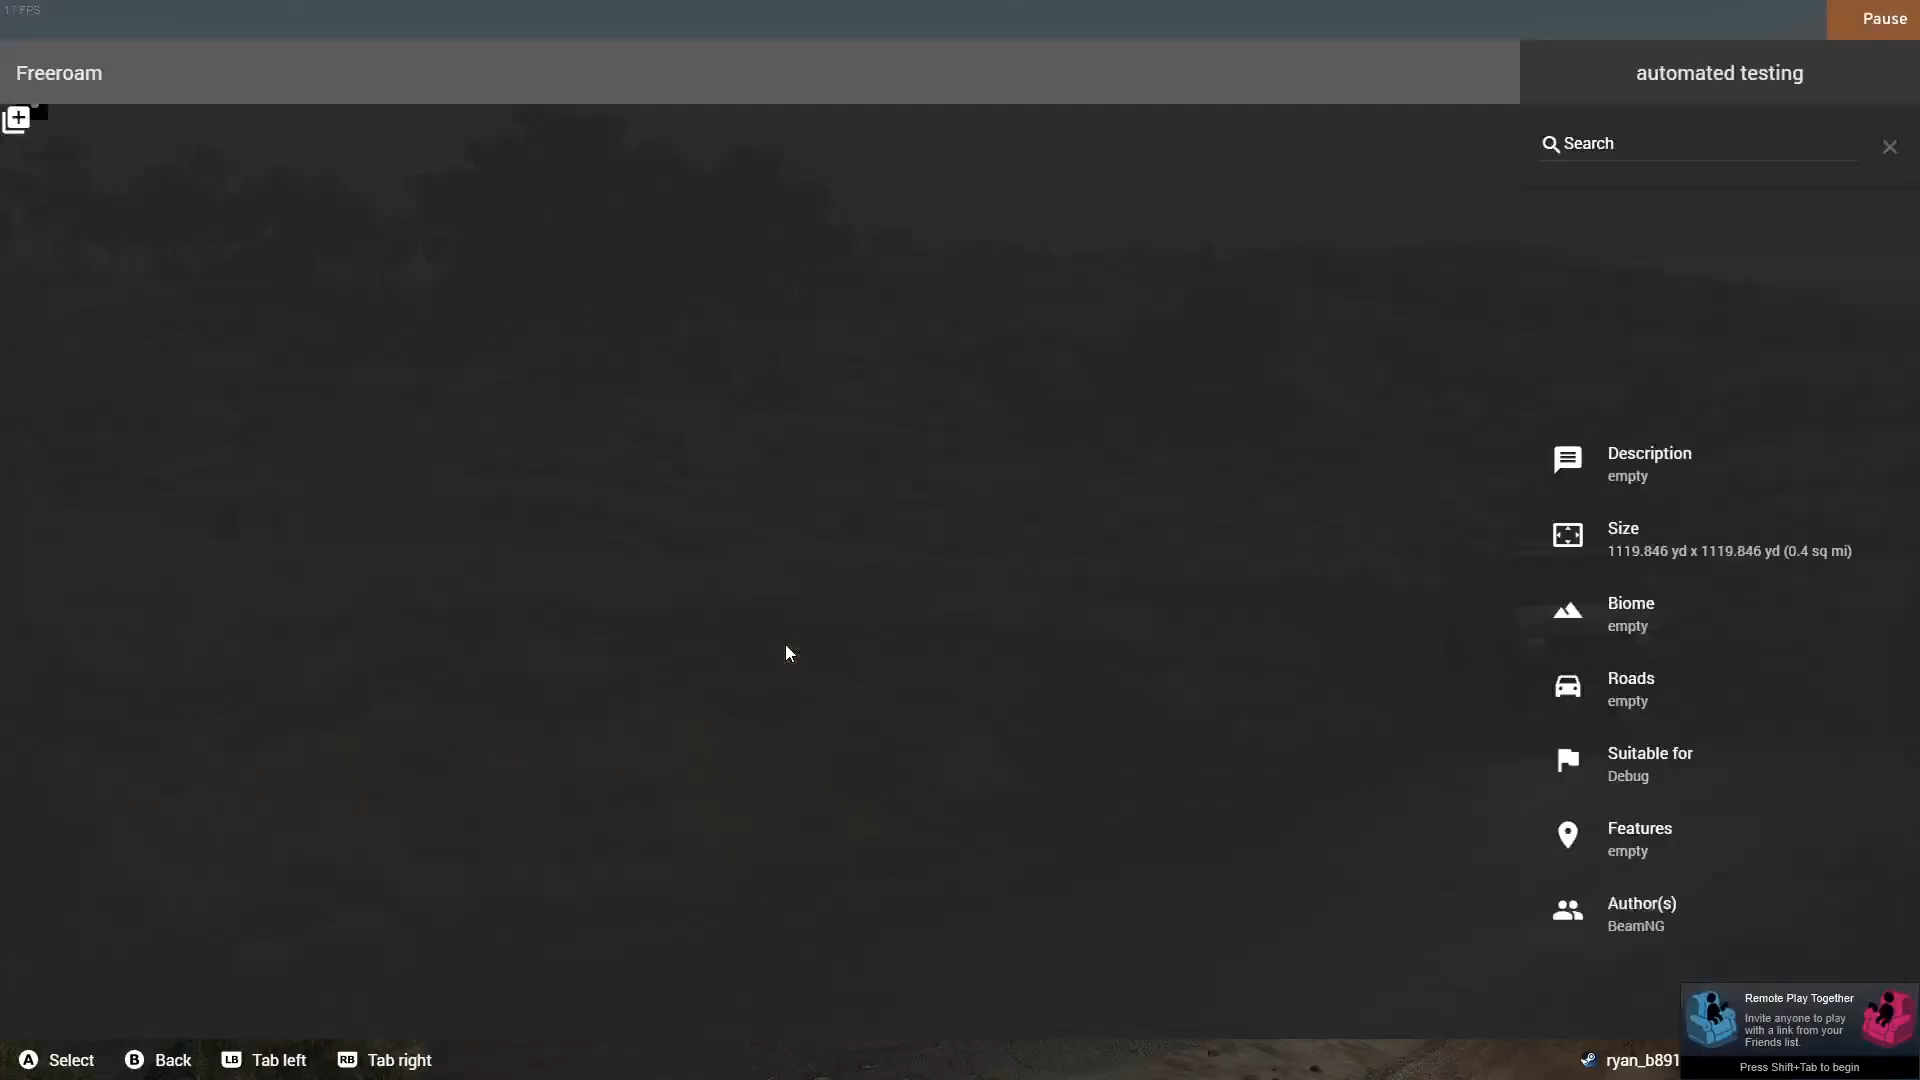 17 FPS
Pause
Freeroam
automated testing
Search
Description
empty
Size
1119.846 yd x 1119.846 yd (0.4 sq mi)
Biome
empty
Roads
empty
Suitable for
Debug
Features
empty
Author(s)
BeamNG
Remote Play Together
Invite anyone to play
with a link from your
Friends list.
Press Shift+Tab to begin
A Select B Back LB Tab left RB Tab right
ryan_b891